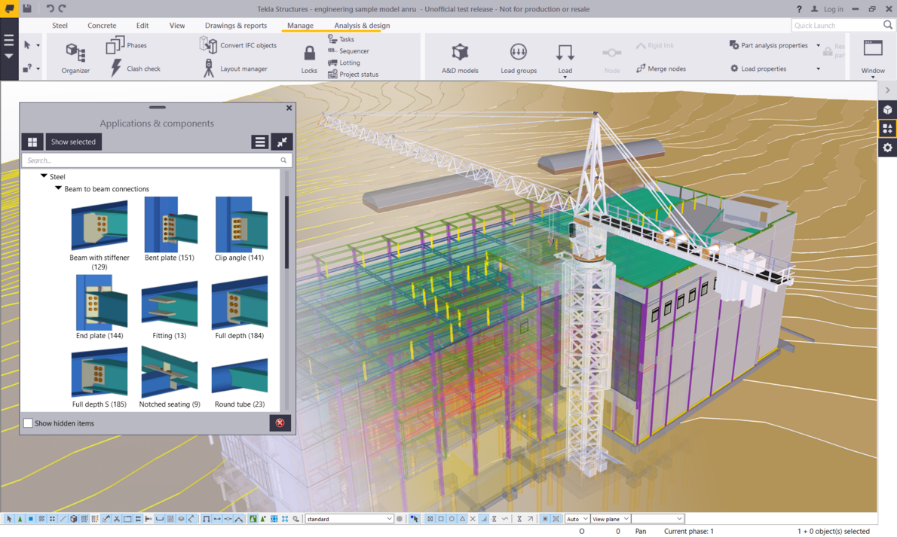 Tekla Structures - engineering sample model anru - Unofficial test release - Not for production or resale
? Log in
Steel Concrete Edit View Drawings & reports Manage Analysis & design
Quick Launch
Organizer
Phases
Clash check
Convert IFC objects
Layout manager
Locks
Tasks
Sequencer
Lotting
Project status
A&D models
Load groups
Load
Node
Rigid link
Merge nodes
Part analysis properties
Load properties
Window
Applications & components
Show selected
Search...
Steel
Beam to beam connections
Beam with stiffener (129)
Bent plate (151)
Clip angle (141)
End plate (144)
Fitting (13)
Full depth (184)
Full depth S (185)
Notched seating (9)
Round tube (23)
Show hidden items
standard
Auto
View plane
O 0 Pan Current phase: 1 1 + 0 object(s) selected